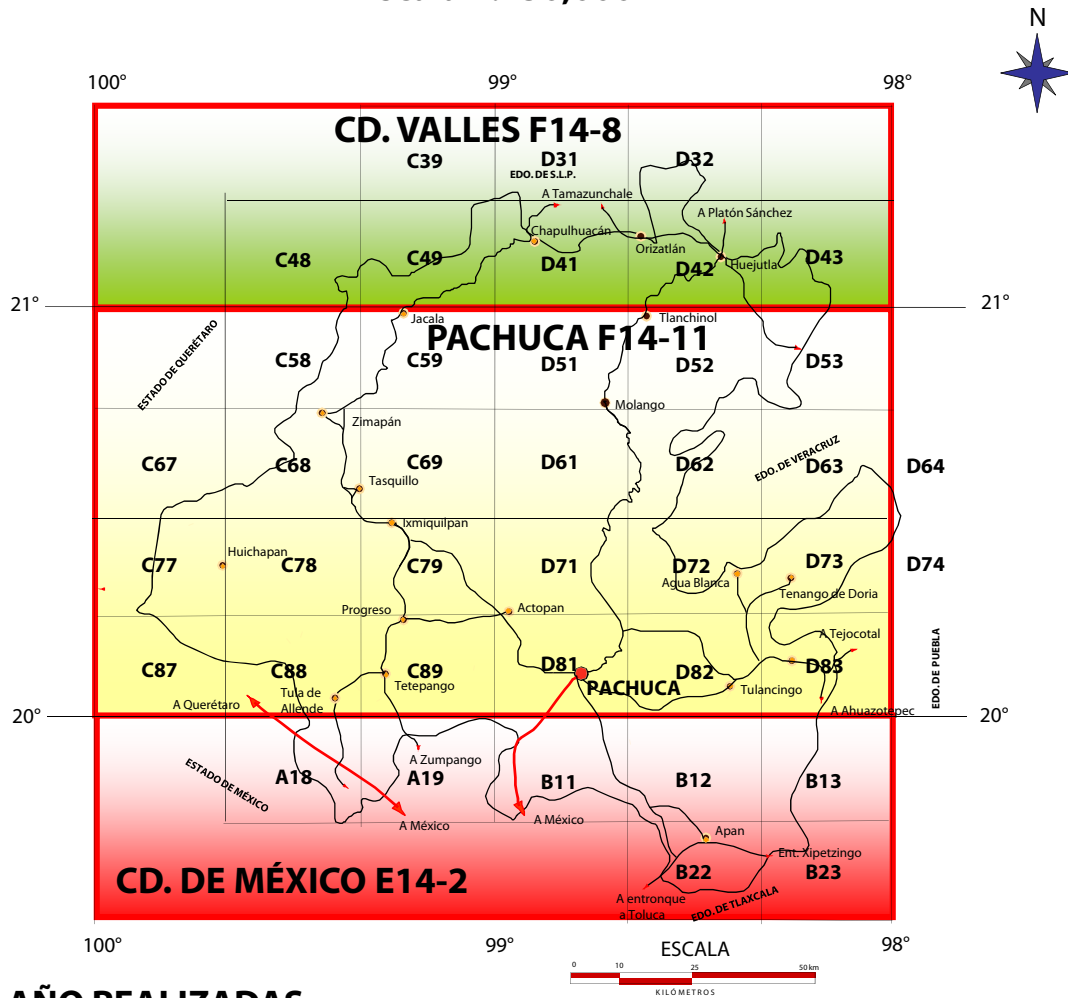 N
100°
99°
98°
CD. VALLES F14-8
C39
D31
D32
EDO. DE S.L.P.
A Tamazunchale
A Platón Sánchez
Chapulhuacán
Orizatlán
C48
C49
D41
D42
Huejutla
D43
21°
21°
Jacala
Tlanchinol
PACHUCA F14-11
ESTADO DE QUERÉTARO
C58
C59
D51
D52
D53
Molango
Zimapán
EDO. DE VERACRUZ
C67
C68
C69
D61
D62
D63
D64
Tasquillo
Ixmiquilpan
Huichapan
C77
C78
C79
D71
D72
D73
D74
Agua Blanca
Tenango de Doria
Progreso
Actopan
A Tejocotal
EDO. DE PUEBLA
C87
C88
C89
D81
D82
D83
Tetepango
PACHUCA
Tulancingo
A Querétaro
Tula de
Allende
A Ahuazotepec
20°
20°
ESTADO DE MÉXICO
A Zumpango
A18
A19
B11
B12
B13
A México
A México
Apan
Ent. Xipetzingo
CD. DE MÉXICO E14-2
B22
B23
A entronque
a Toluca
EDO. DE TLAXCALA
100°
99°
98°
ESCALA
0 10 25 50 km
KILÓMETROS
AÑO REALIZADAS